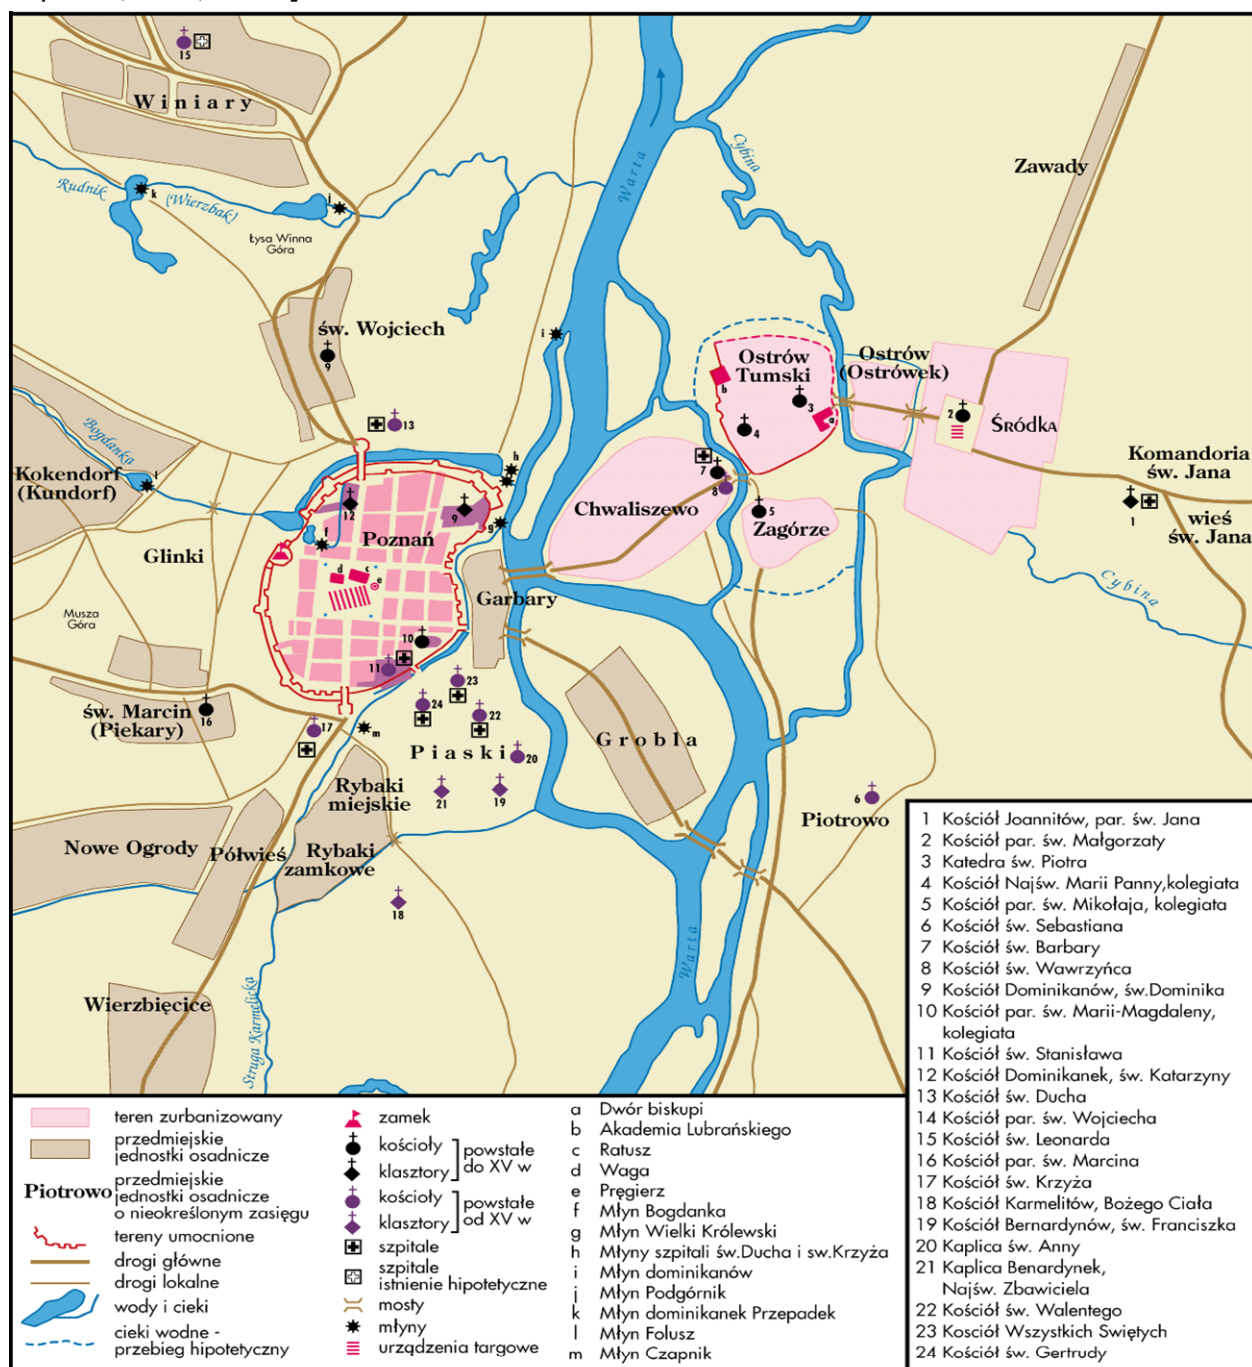 15
Winiary
Rudnik
k
(Wierzbak)
j
Łysa Winna
Góra
Warta
Cybina
Zawady
św. Wojciech
9
i
13
Ostrów
Tumski
b
3
a
4
Ostrów
(Ostrówek)
2
ŚRÓDKA
Komandoria
św. Jana
1
wieś
św. Jana
Cybina
Bogdanka
Kokendorf
(Kundorf)
l
h
12
9
g
f
Poznań
d
c
e
Glinki
Musza
Góra
7
8
Chwaliszewo
5
Zagórze
Garbary
10
11
23
24
22
św. Marcin
(Piekary)
16
17
m
Piaski
20
21
19
Grobla
Rybaki
miejskie
6
Piotrowo
Nowe Ogrody
Półwieś
Rybaki
zamkowe
18
Wierzbięcice
Struga Karmelicka
Warta
1 Kościół Joannitów, par. św. Jana
2 Kościół par. św. Małgorzaty
3 Katedra św. Piotra
4 Kościół Najśw. Marii Panny,kolegiata
5 Kościół par. św. Mikołaja, kolegiata
6 Kościół św. Sebastiana
7 Kościół św. Barbary
8 Kościół św. Wawrzyńca
9 Kościół Dominikanów, św.Dominika
10 Kościół par. św. Marii-Magdaleny,
kolegiata
11 Kościół św. Stanisława
12 Kościół Dominikanek, św. Katarzyny
13 Kościół św. Ducha
14 Kościół par. św. Wojciecha
15 Kościół św. Leonarda
16 Kościół par. św. Marcina
17 Kościół św. Krzyża
18 Kościół Karmelitów, Bożego Ciała
19 Kościół Bernardynów, św. Franciszka
20 Kaplica św. Anny
21 Kaplica Benardynek,
Najśw. Zbawiciela
22 Kościół św. Walentego
23 Kosciół Wszystkich Swiętych
24 Kościół św. Gertrudy
teren zurbanizowany
przedmiejskie
jednostki osadnicze
Piotrowo przedmiejskie
jednostki osadnicze
o nieokreślonym zasięgu
tereny umocnione
drogi główne
drogi lokalne
wody i cieki
cieki wodne -
przebieg hipotetyczny
zamek
kościoły
klasztory
powstałe
do XV w
kościoły
klasztory
powstałe
od XV w
szpitale
szpitale
istnienie hipotetyczne
mosty
młyny
urządzenia targowe
a Dwór biskupi
b Akademia Lubrańskiego
c Ratusz
d Waga
e Pręgierz
f Młyn Bogdanka
g Młyn Wielki Królewski
h Młyny szpitali św.Ducha i sw.Krzyża
i Młyn dominikanów
j Młyn Podgórnik
k Młyn dominikanek Przepadek
l Młyn Folusz
m Młyn Czapnik